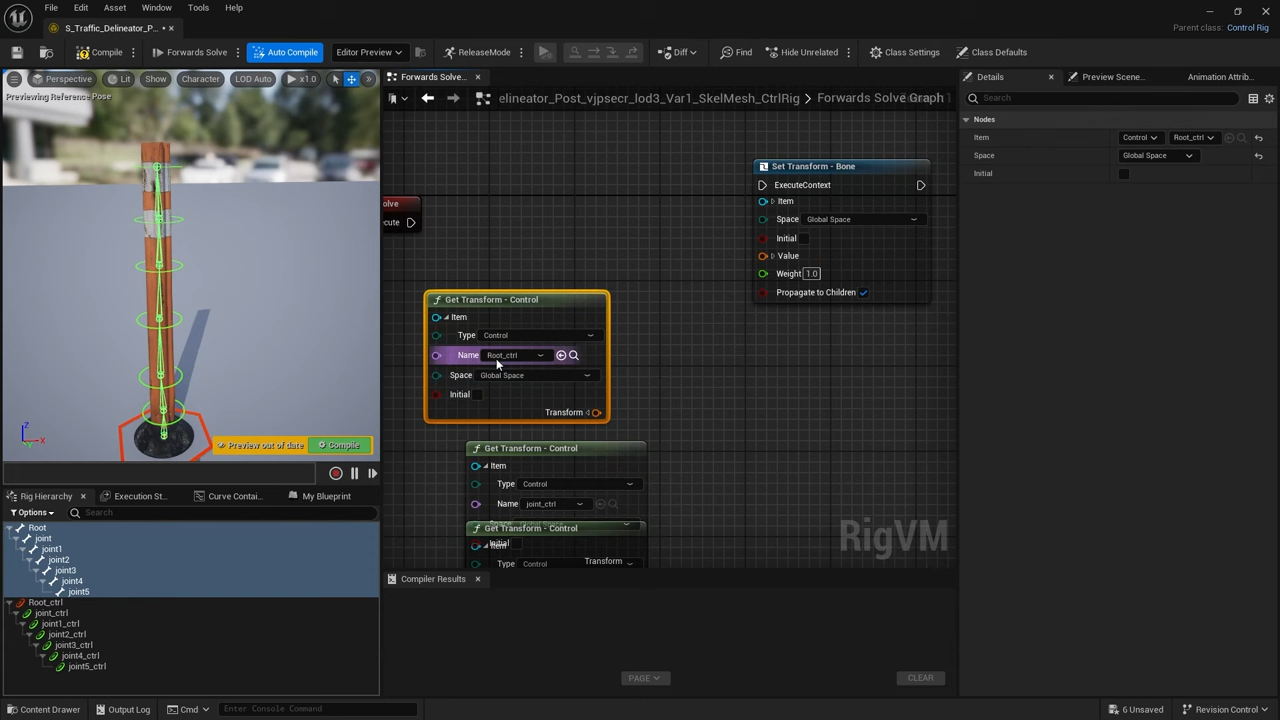 File Edit Asset Window Tools Help
S_Traffic_Delineator_P...
Parent class: Control Rig
Compile Forwards Solve Auto Compile Editor Preview ReleaseMode Diff Find Hide Unrelated Class Settings Class Defaults
Perspective Lit Show Character LOD Auto x1.0
Previewing Reference Pose
Forwards Solve...
elineator_Post_vjpsecr_lod3_Var1_SkelMesh_CtrlRig > Forwards Solve Graph
Details Preview Scene... Animation Attrib...
Search
Nodes
Item Control Root_ctrl
Space Global Space
Initial
olve
cute
Set Transform - Bone
ExecuteContext
Item
Space Global Space
Initial
Value
Weight 1.0
Propagate to Children
Get Transform - Control
Item
Type Control
Name Root_ctrl
Space Global Space
Initial
Transform
Get Transform - Control
Item
Type Control
Name joint_ctrl
Get Transform - Control
Initial
Item
Transform
Type Control
RigVM
Z
X
Preview out of date Compile
Rig Hierarchy Execution St... Curve Contai... My Blueprint
Options Search
Root
joint
joint1
joint2
joint3
joint4
joint5
Root_ctrl
joint_ctrl
joint1_ctrl
joint2_ctrl
joint3_ctrl
joint4_ctrl
joint5_ctrl
Compiler Results
PAGE CLEAR
Content Drawer Output Log Cmd Enter Console Command 6 Unsaved Revision Control